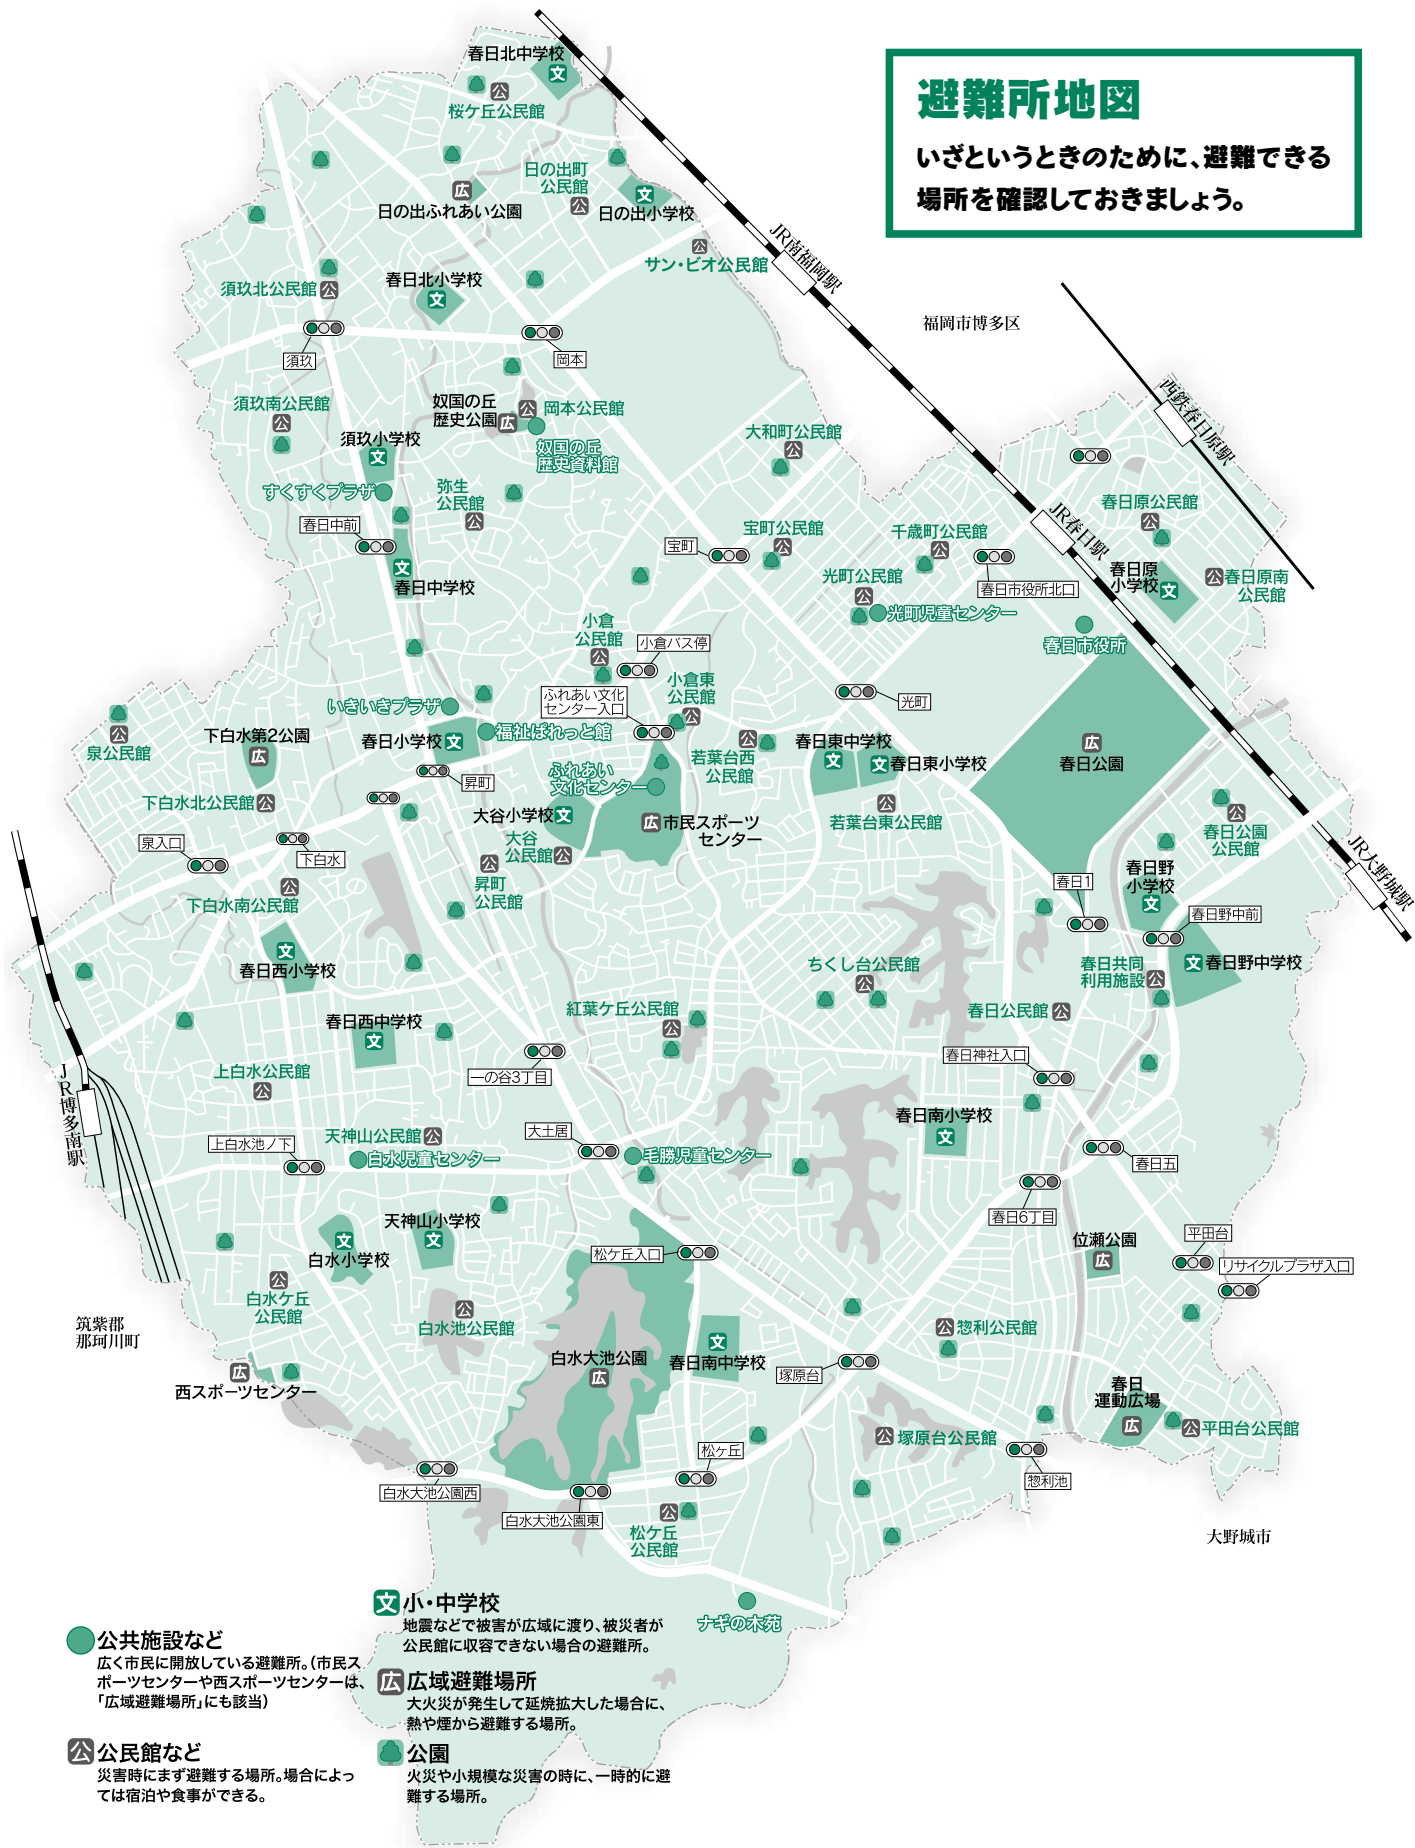 避難所地図
いざというときのために、避難できる
場所を確認しておきましょう。
春日北中学校
桜ケ丘公民館
日の出町
公民館
日の出ふれあい公園
日の出小学校
サン・ビオ公民館
JR南福岡駅
須玖北公民館
春日北小学校
福岡市博多区
須玖
岡本
西鉄春日原駅
須玖南公民館
奴国の丘
歴史公園
岡本公民館
奴国の丘
歴史資料館
須玖小学校
大和町公民館
すくすくプラザ
弥生
公民館
春日中前
宝町
宝町公民館
千歳町公民館
JR春日駅
春日原公民館
春日中学校
光町公民館
春日市役所北口
春日原
小学校
春日原南
公民館
光町児童センター
小倉
公民館
小倉バス停
春日市役所
小倉東
公民館
ふれあい文化
センター入口
光町
いきいきプラザ
泉公民館
下白水第2公園
春日小学校
福祉ぱれっと館
若葉台西
公民館
春日東中学校
春日東小学校
春日公園
昇町
ふれあい
文化センター
下白水北公民館
大谷小学校
市民スポーツ
センター
若葉台東公民館
春日公園
公民館
泉入口
下白水
大谷
公民館
昇町
公民館
JR大野城駅
下白水南公民館
春日1
春日野
小学校
春日野中前
春日西小学校
ちくし台公民館
春日共同
利用施設
春日野中学校
春日西中学校
紅葉ケ丘公民館
春日公民館
上白水公民館
一の谷3丁目
春日神社入口
JR博多南駅
上白水池ノ下
天神山公民館
白水児童センター
大土居
毛勝児童センター
春日南小学校
春日五
春日6丁目
天神山小学校
白水小学校
松ケ丘入口
位瀬公園
平田台
リサイクルプラザ入口
白水ケ丘
公民館
白水池公民館
筑紫郡
那珂川町
惣利公民館
西スポーツセンター
白水大池公園
春日南中学校
塚原台
春日
運動広場
平田台公民館
塚原台公民館
松ケ丘
惣利池
白水大池公園西
白水大池公園東
松ケ丘
公民館
大野城市
ナギの木苑
公共施設など
広く市民に開放している避難所。（市民ス
ポーツセンターや西スポーツセンターは、
「広域避難場所」にも該当）
公民館など
災害時にまず避難する場所。場合によっ
ては宿泊や食事ができる。
小・中学校
地震などで被害が広域に渡り、被災者が
公民館に収容できない場合の避難所。
広域避難場所
大火災が発生して延焼拡大した場合に、
熱や煙から避難する場所。
公園
火災や小規模な災害の時に、一時的に避
難する場所。